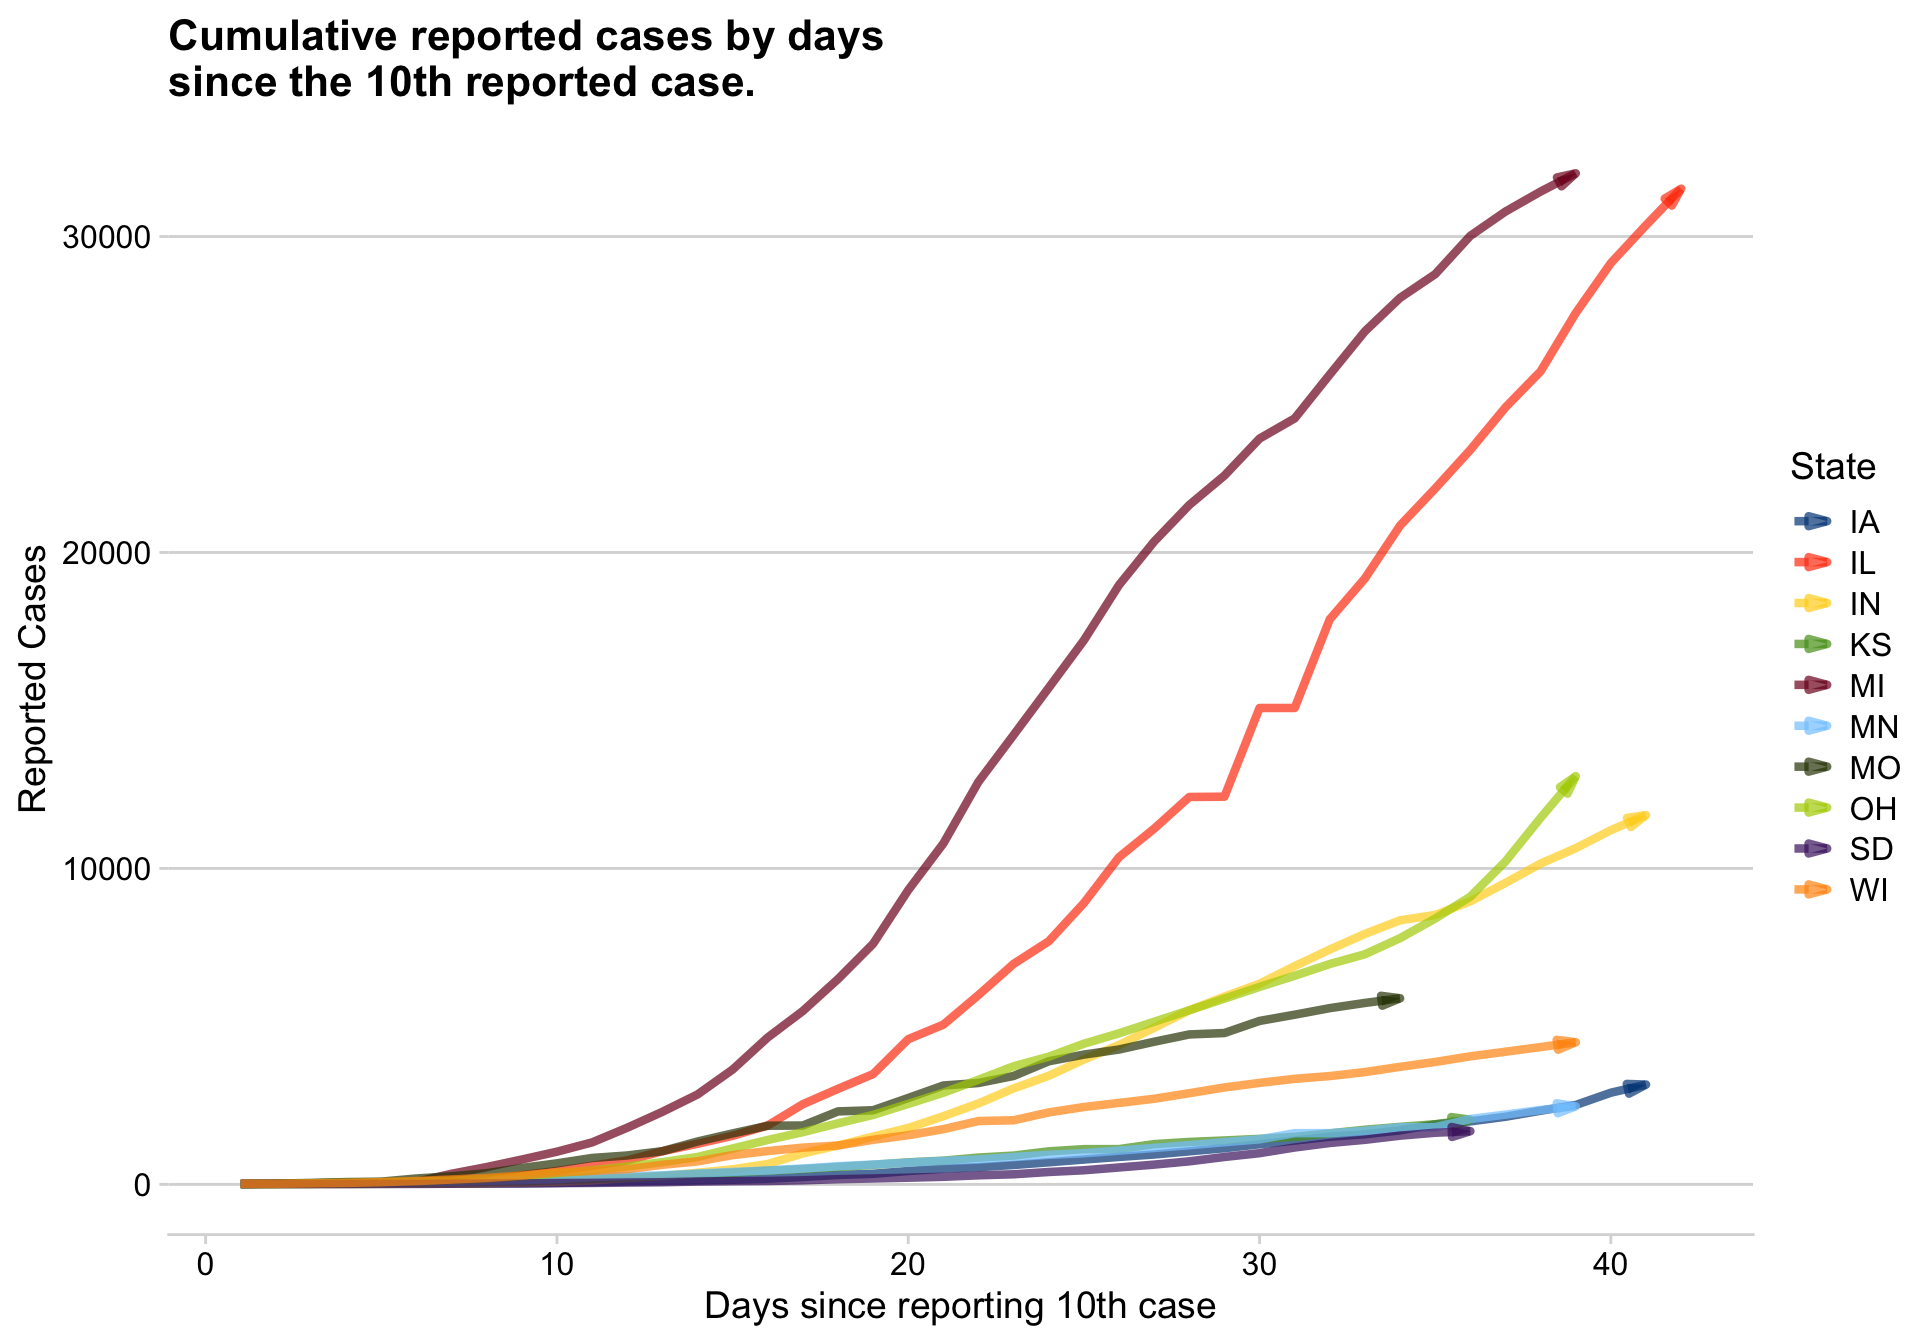 Cumulative reported cases by days
since the 10th reported case.
30000
20000
10000
0
Reported Cases
0 10 20 30 40
Days since reporting 10th case
State
IA
IL
IN
KS
MI
MN
MO
OH
SD
WI